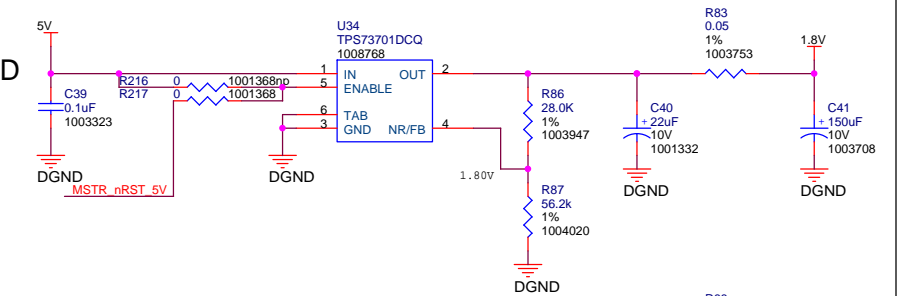 5V
D
C39
0.1uF
1003323
DGND
MSTR_nRST_5V
R216 0 1001368np
R217 0 1001368
DGND
U34
TPS73701DCQ
1008768
1 IN OUT 2
5 ENABLE
6 TAB
3 GND NR/FB 4
1.80V
R86
28.0K
1%
1003947
R87
56.2k
1%
1004020
DGND
C40
+ 22uF
10V
1001332
DGND
R83
0.05
1%
1003753
1.8V
C41
+ 150uF
10V
1003708
DGND